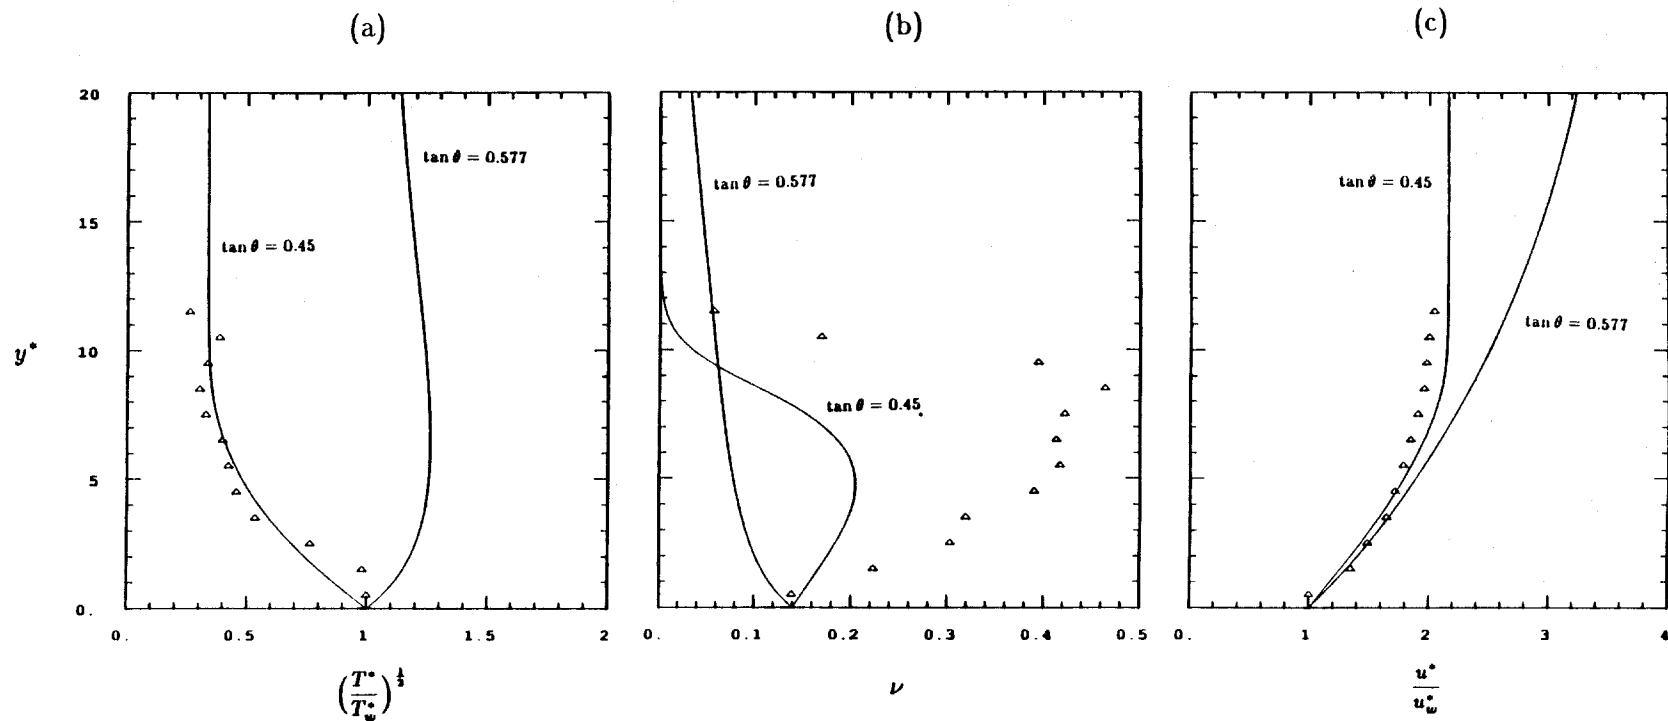 (a)
(b)
(c)
20
15
10
5
0.
y*
tan θ = 0.577
tan θ = 0.45
0. 0.5 1 1.5 2
(T*/T*w)^1/2
tan θ = 0.577
tan θ = 0.45
0. 0.1 0.2 0.3 0.4 0.5
ν
tan θ = 0.45
tan θ = 0.577
0. 1 2 3 4
u*/u*w